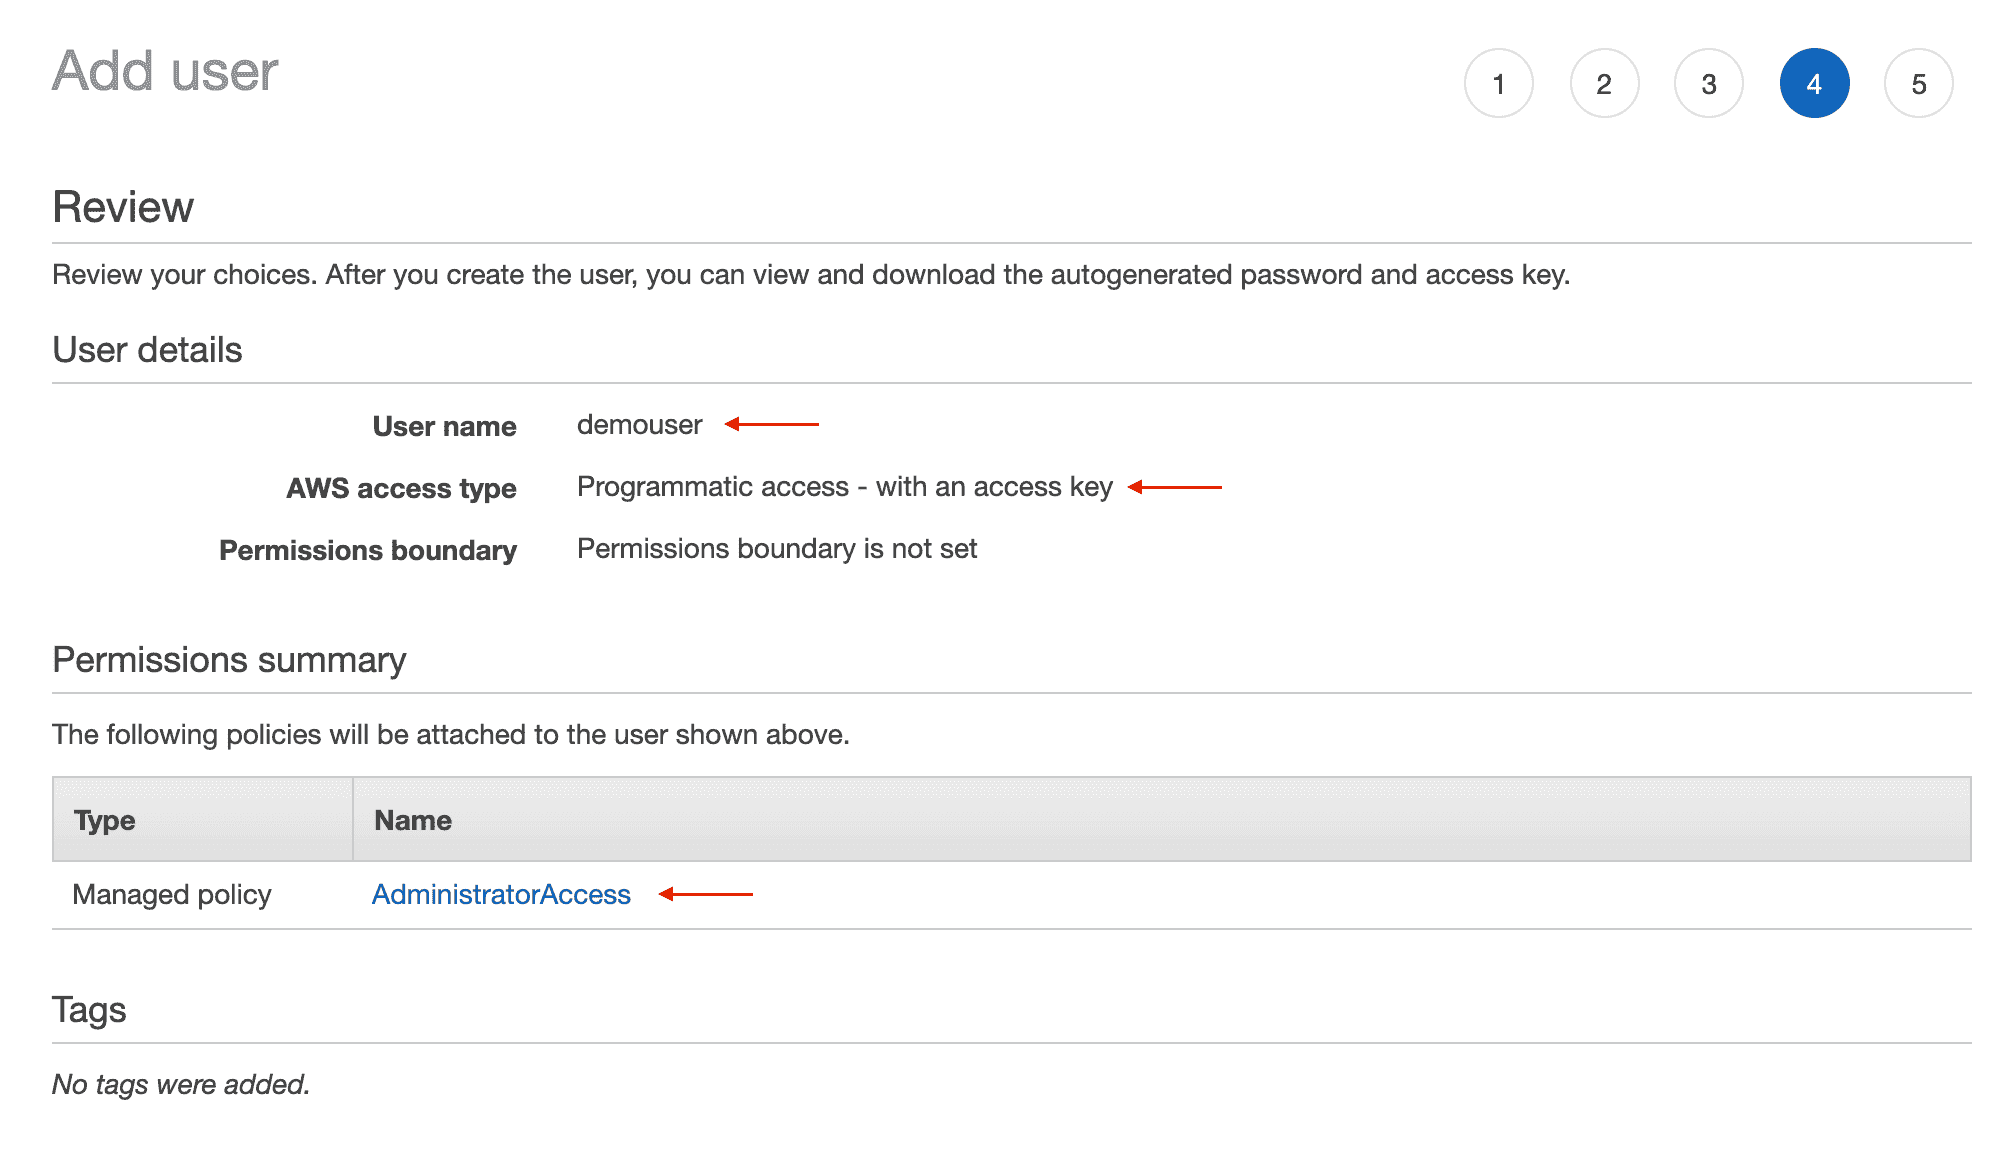 Add user
1 2 3 4 5
Review
Review your choices. After you create the user, you can view and download the autogenerated password and access key.
User details
User name demouser
AWS access type Programmatic access - with an access key
Permissions boundary Permissions boundary is not set
Permissions summary
The following policies will be attached to the user shown above.
Type Name
Managed policy AdministratorAccess
Tags
No tags were added.